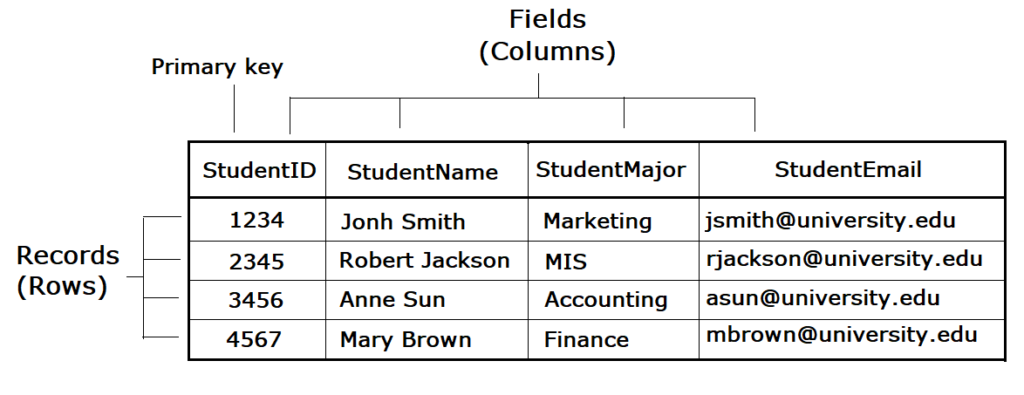 Fields
(Columns)
Primary key
StudentID StudentName StudentMajor StudentEmail
Records
(Rows)
1234 Jonh Smith Marketing jsmith@university.edu
2345 Robert Jackson MIS rjackson@university.edu
3456 Anne Sun Accounting asun@university.edu
4567 Mary Brown Finance mbrown@university.edu